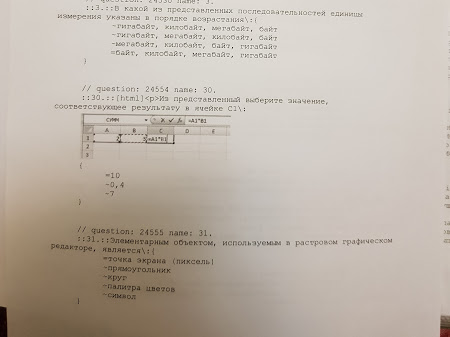 // question: 24530 name: 3.
::3.::В какой из представленных последовательностей единицы
измерения указаны в порядке возрастания\:{
~гигабайт, килобайт, мегабайт, байт
~гигабайт, мегабайт, килобайт, байт
~мегабайт, килобайт, байт, гигабайт
=байт, килобайт, мегабайт, гигабайт
}
// question: 24554 name: 30.
::30.::[html]<p>Из представленный выберите значение,
соответствующее результату в ячейке C1\:
СУММ ✕ ✓ fx =A1*B1
A B C D E
1 2 5 =A1*B1
2
3
{
=10
~0,4
~7
}
// question: 24555 name: 31.
::31.::Элементарным объектом, используемым в растровом графическом
редакторе, является\:{
=точка экрана (пиксель)
~прямоугольник
~круг
~палитра цветов
~символ
}